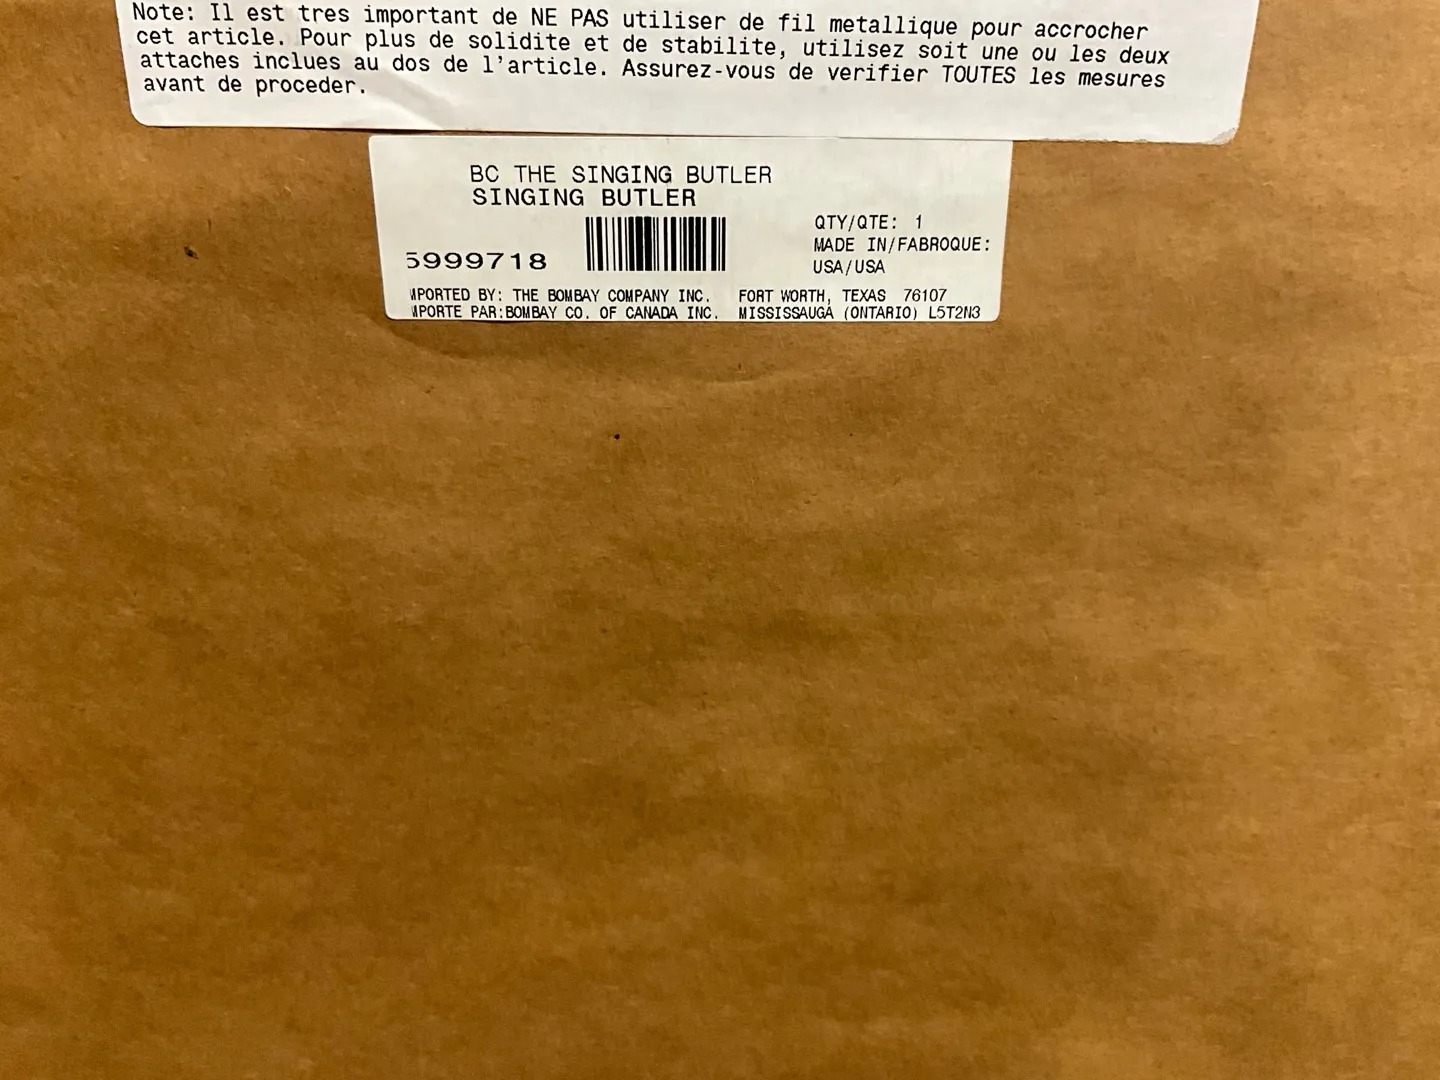 Note: Il est tres important de NE PAS utiliser de fil metallique pour accrocher
cet article. Pour plus de solidite et de stabilite, utilisez soit une ou les deux
attaches inclues au dos de l'article. Assurez-vous de verifier TOUTES les mesures
avant de proceder.
BC THE SINGING BUTLER
SINGING BUTLER
5999718
QTY/QTE: 1
MADE IN/FABROQUE:
USA/USA
MPORTED BY: THE BOMBAY COMPANY INC. FORT WORTH, TEXAS 76107
MPORTE PAR:BOMBAY CO. OF CANADA INC. MISSISSAUGA (ONTARIO) L5T2N3